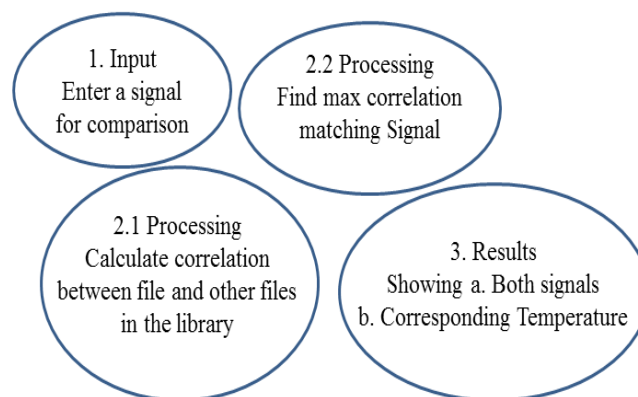 1. Input
Enter a signal
for comparison
2.2 Processing
Find max correlation
matching Signal
2.1 Processing
Calculate correlation
between file and other files
in the library
3. Results
Showing a. Both signals
b. Corresponding Temperature